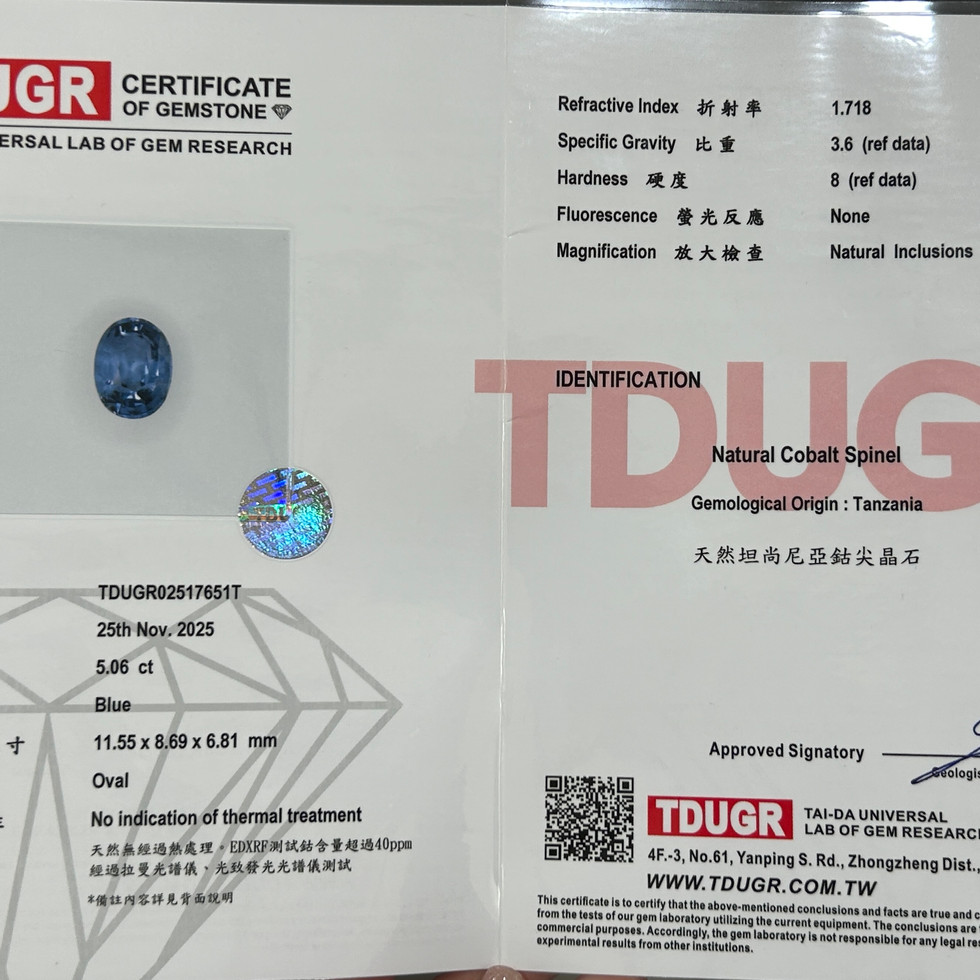 UGR CERTIFICATE
OF GEMSTONE
ERSAL LAB OF GEM RESEARCH
TDUGR02517651T
25th Nov. 2025
5.06 ct
Blue
寸 11.55 x 8.69 x 6.81 mm
Oval
No indication of thermal treatment
天然無經過熱處理。EDXRF測試鈷含量超過40ppm
經過拉曼光譜儀、光致發光光譜儀測試
*備註內容詳見背面說明
Refractive Index 折射率 1.718
Specific Gravity 比重 3.6 (ref data)
Hardness 硬度 8 (ref data)
Fluorescence 螢光反應 None
Magnification 放大檢查 Natural Inclusions
TDUG
IDENTIFICATION
Natural Cobalt Spinel
Gemological Origin : Tanzania
天然坦尚尼亞鈷尖晶石
Approved Signatory
Geologis
TDUGR TAI-DA UNIVERSAL
LAB OF GEM RESEARC
4F.-3, No.61, Yanping S. Rd., Zhongzheng Dist.,
WWW.TDUGR.COM.TW
This certificate is to certify that the above-mentioned conclusions and facts are true and c
from the tests of our gem laboratory utilizing the current equipment. The conclusions are
commercial purposes. Accordingly, the gem laboratory is not responsible for any legal res
experimental results from other institutions.